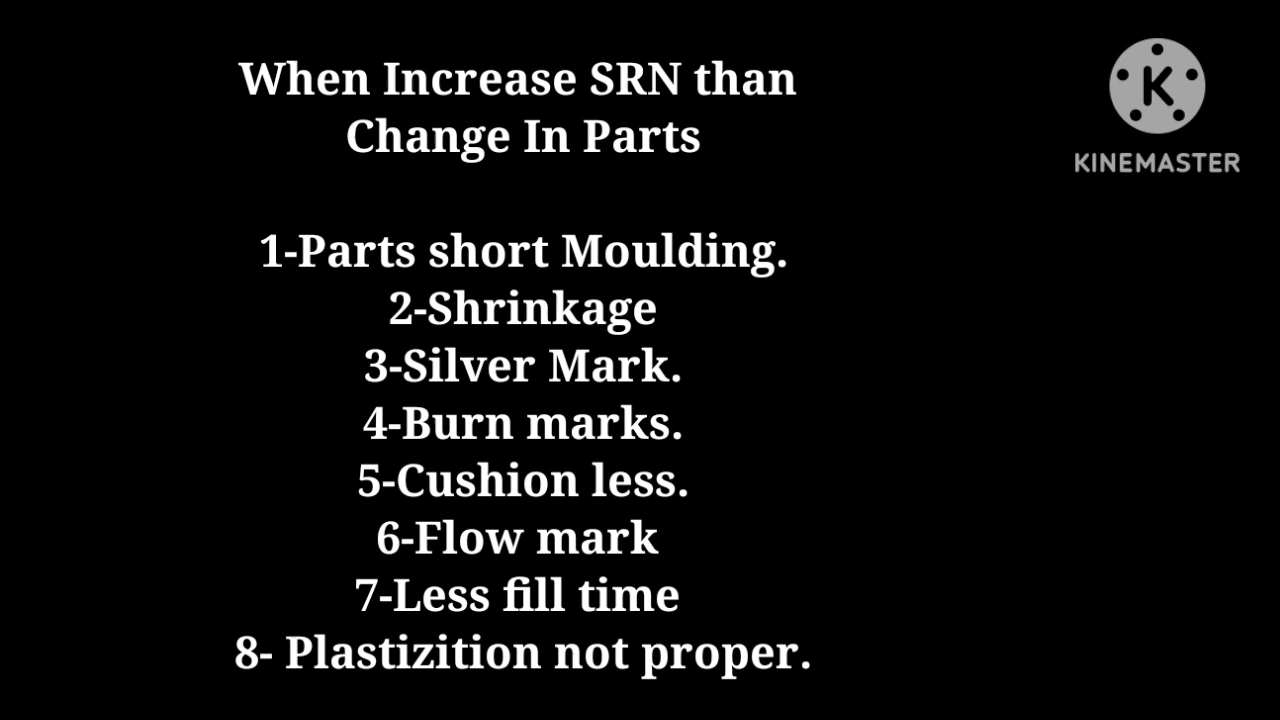 When Increase SRN than
Change In Parts
1-Parts short Moulding.
2-Shrinkage
3-Silver Mark.
4-Burn marks.
5-Cushion less.
6-Flow mark
7-Less fill time
8- Plastizition not proper.
K
KINEMASTER